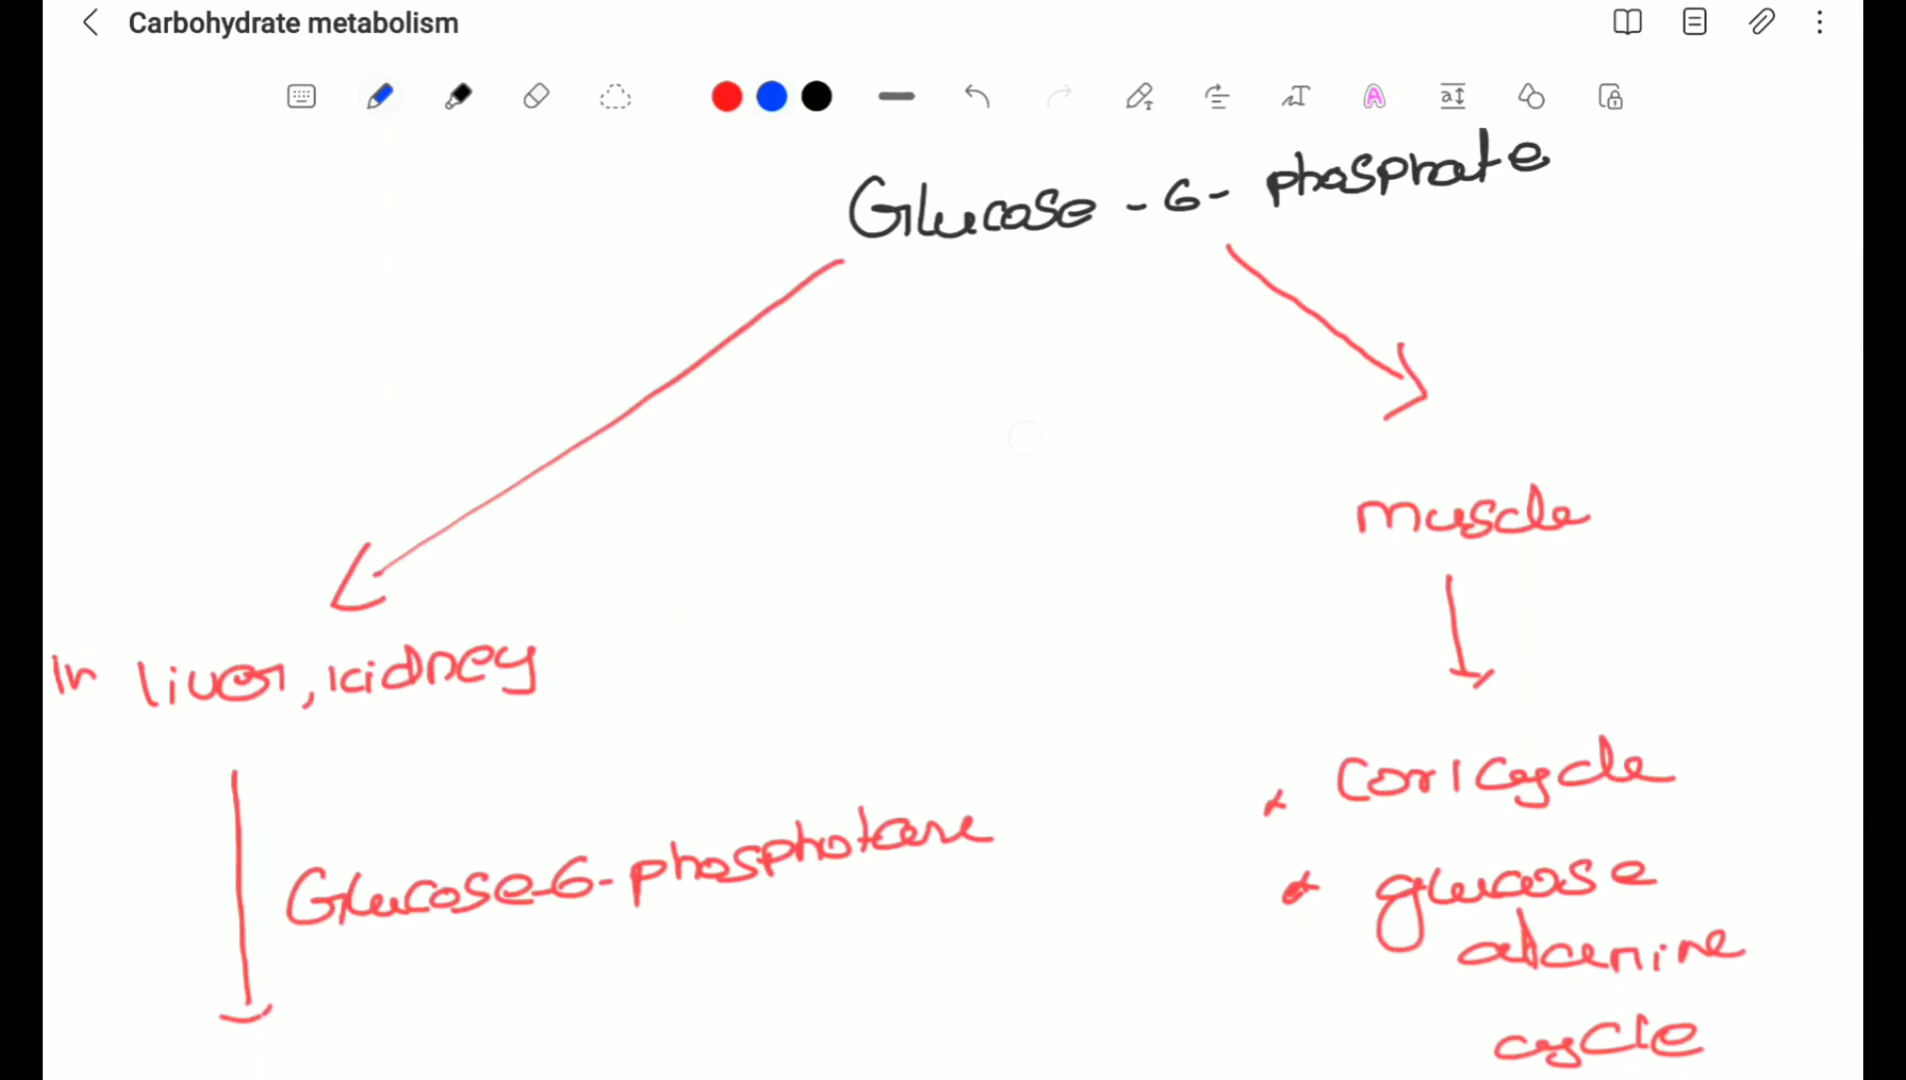 Carbohydrate metabolism
Glucose - 6 - phosphate
muscle
In liver, kidney
cori cycle
Glucose-6-phosphatase
glucose
alanine
cycle